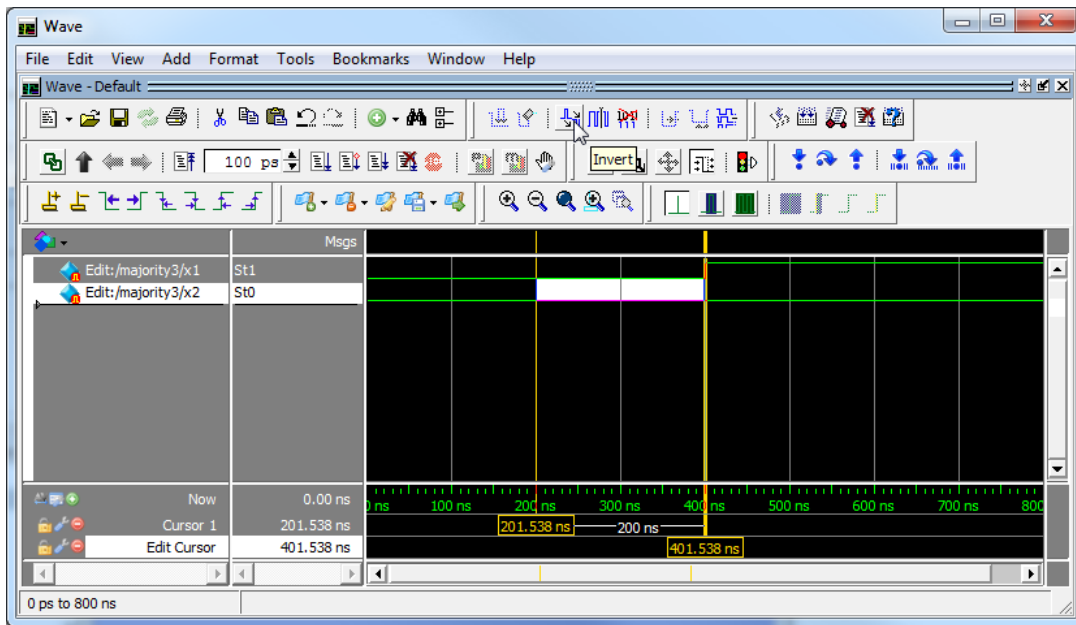 Wave
File Edit View Add Format Tools Bookmarks Window Help
Wave - Default
100 ps
Invert
Msgs
Edit:/majority3/x1 St1
Edit:/majority3/x2 St0
Now 0.00 ns
ns 100 ns 200 ns 300 ns 400 ns 500 ns 600 ns 700 ns 800
Cursor 1 201.538 ns 201.538 ns 200 ns
Edit Cursor 401.538 ns 401.538 ns
0 ps to 800 ns